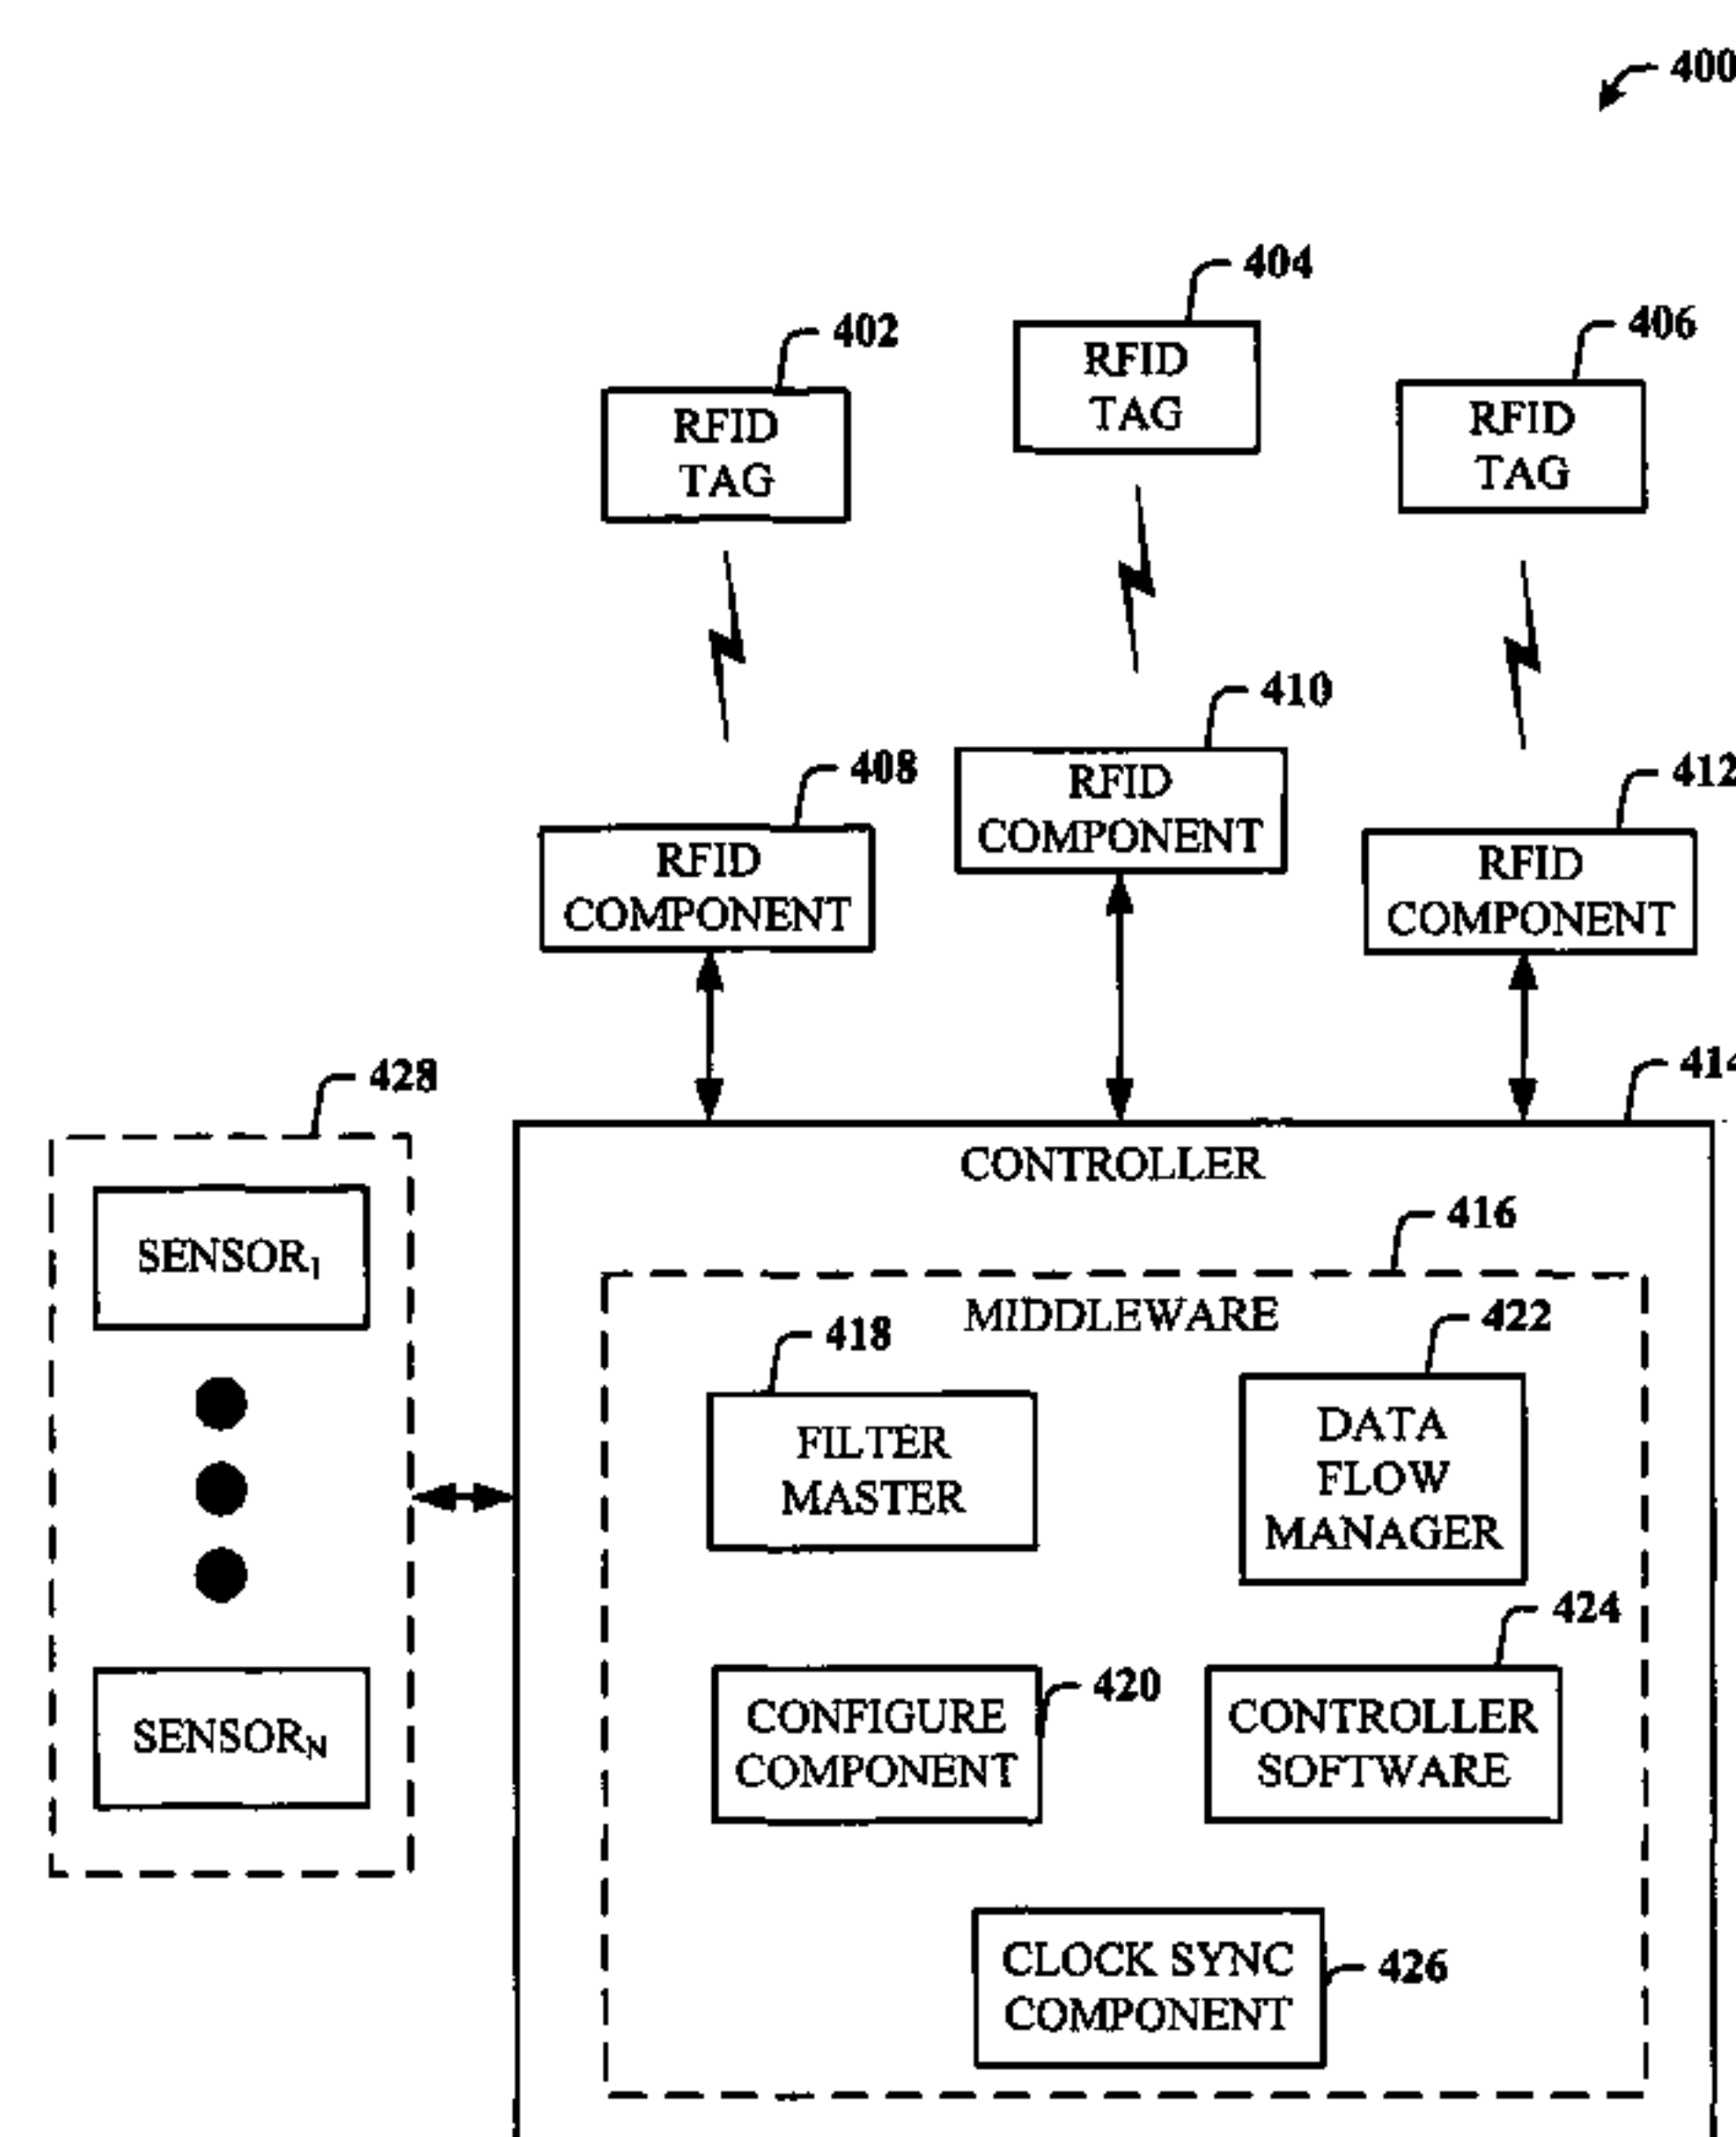 400
404
402
406
RFID
TAG
RFID
TAG
RFID
TAG
410
408
412
RFID
COMPONENT
RFID
COMPONENT
RFID
COMPONENT
428
414
CONTROLLER
SENSOR₁
416
MIDDLEWARE
418
422
FILTER
MASTER
DATA
FLOW
MANAGER
424
420
CONFIGURE
COMPONENT
CONTROLLER
SOFTWARE
SENSOR_N
CLOCK SYNC
COMPONENT
426